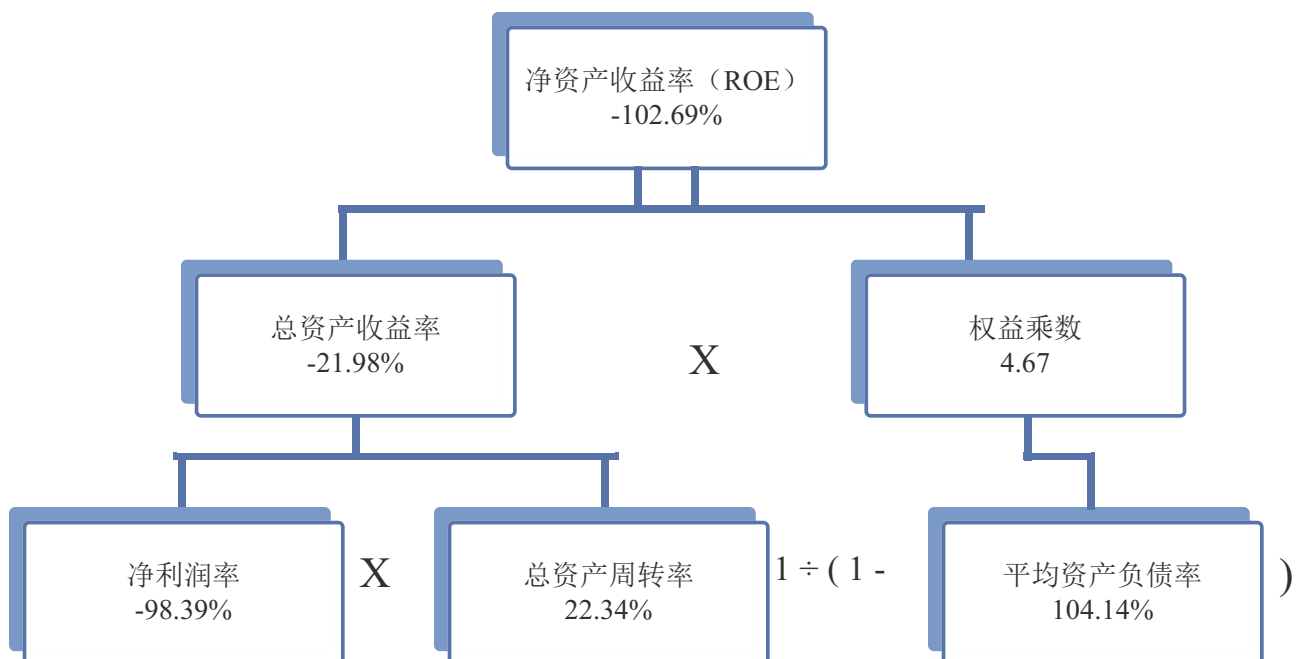 净资产收益率（ROE）
-102.69%
总资产收益率
-21.98%
X
权益乘数
4.67
净利润率
-98.39%
X
总资产周转率
22.34%
1 ÷ ( 1 -
平均资产负债率
104.14%
)